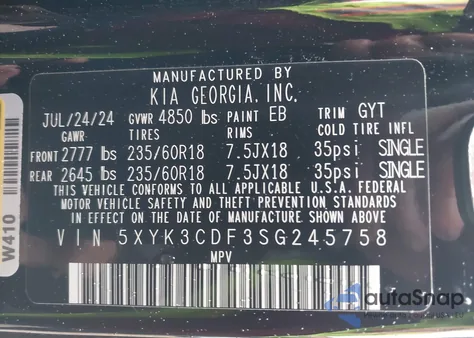 MANUFACTURED BY
KIA GEORGIA, INC.
JUL/24/24 GVWR 4850 lbs PAINT EB TRIM GYT
GAWR TIRES RIMS COLD TIRE INFL
FRONT 2777 lbs 235/60R18 7.5JX18 35psi SINGLE
REAR 2645 lbs 235/60R18 7.5JX18 35psi SINGLE
THIS VEHICLE CONFORMS TO ALL APPLICABLE U.S.A. FEDERAL
MOTOR VEHICLE SAFETY AND THEFT PREVENTION STANDARDS
IN EFFECT ON THE DATE OF MANUFACTURE SHOWN ABOVE
VIN 5XYK3CDF3SG245758
MPV
W410
autoSnap